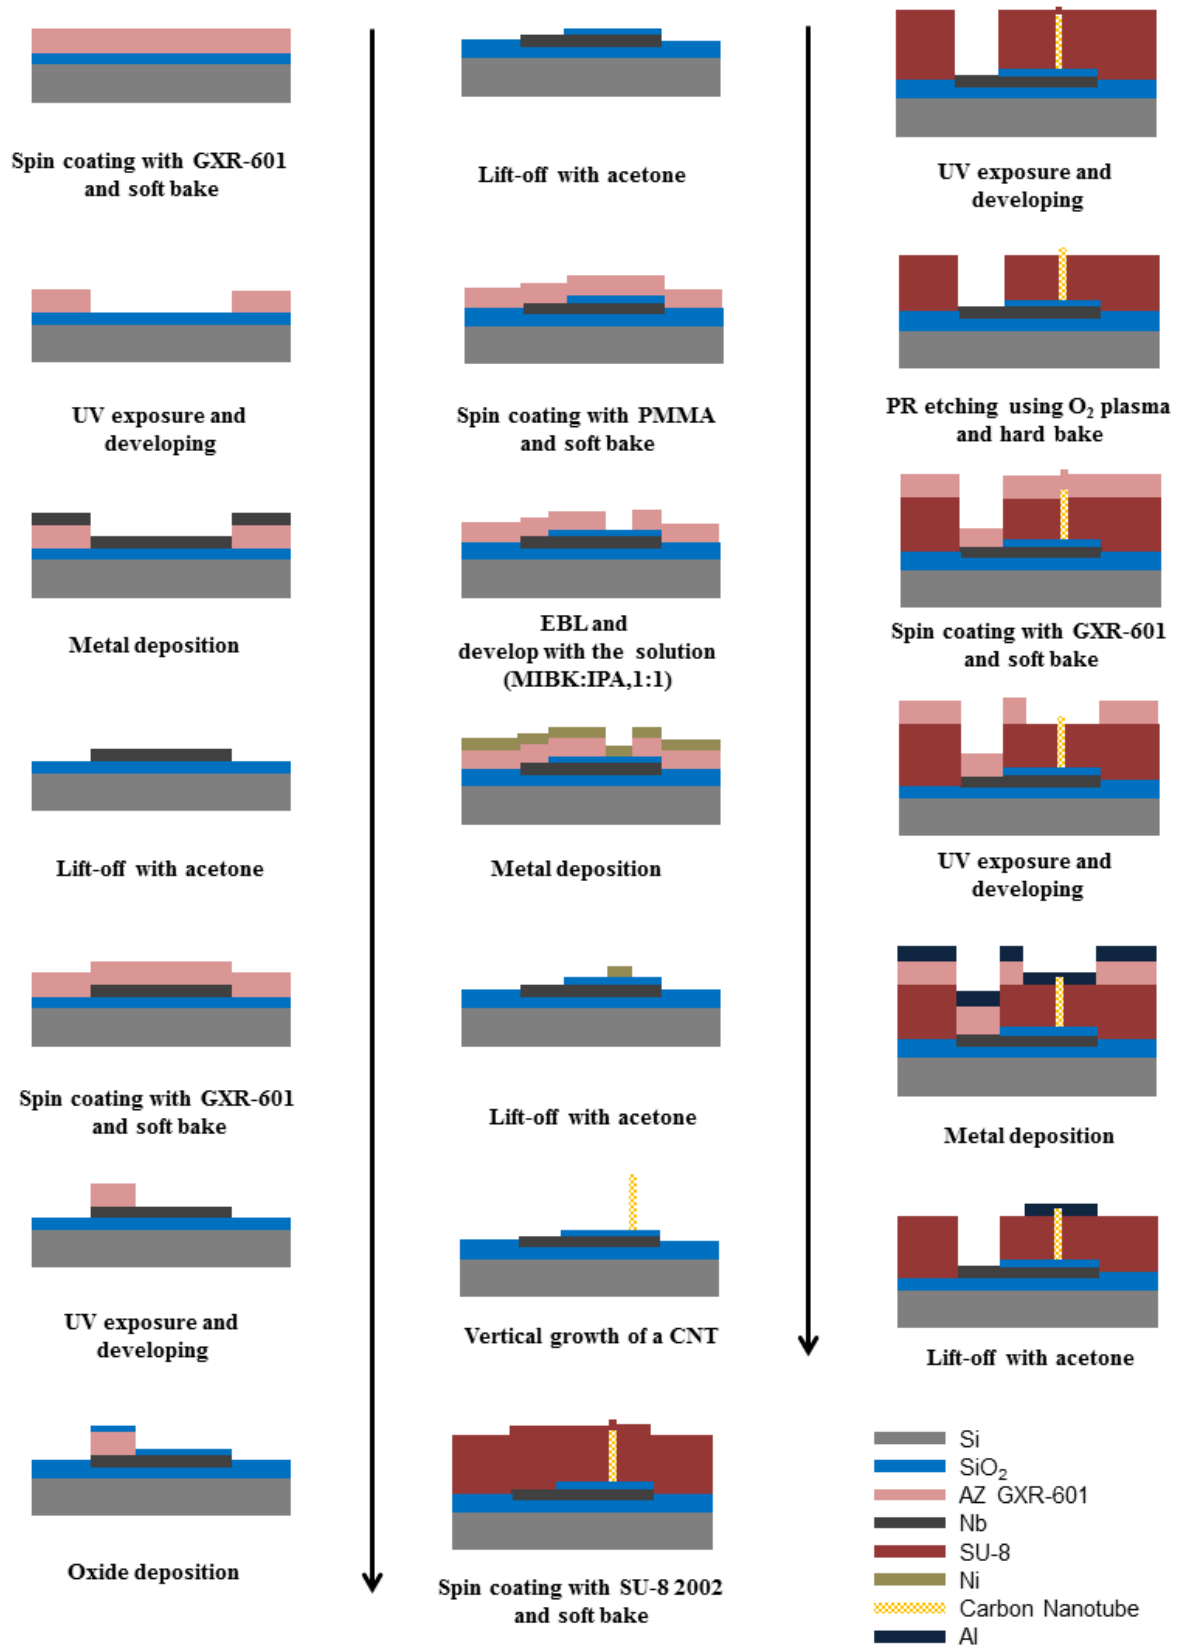 Spin coating with GXR-601
and soft bake
UV exposure and
developing
Metal deposition
Lift-off with acetone
Spin coating with GXR-601
and soft bake
UV exposure and
developing
Oxide deposition
Lift-off with acetone
Spin coating with PMMA
and soft bake
EBL and
develop with the solution
(MIBK:IPA,1:1)
Metal deposition
Lift-off with acetone
Vertical growth of a CNT
Spin coating with SU-8 2002
and soft bake
UV exposure and
developing
PR etching using O₂ plasma
and hard bake
Spin coating with GXR-601
and soft bake
UV exposure and
developing
Metal deposition
Lift-off with acetone
Si
SiO₂
AZ GXR-601
Nb
SU-8
Ni
Carbon Nanotube
Al